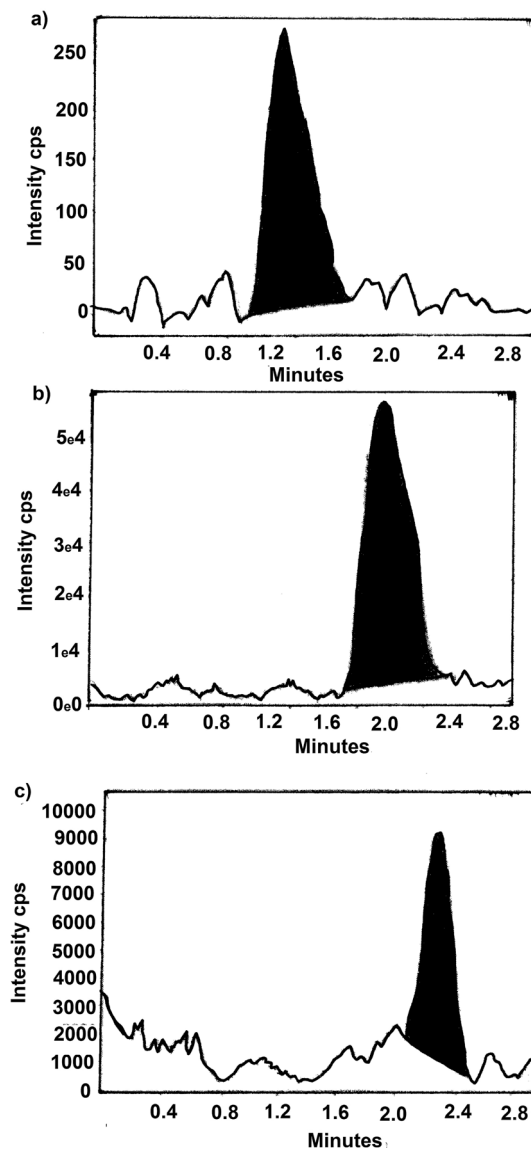 a)
250
200
150
100
50
0
Intensity cps
0.4 0.8 1.2 1.6 2.0 2.4 2.8
Minutes
b)
5e4
4e4
3e4
2e4
1e4
0e0
Intensity cps
0.4 0.8 1.2 1.6 2.0 2.4 2.8
Minutes
c)
10000
9000
8000
7000
6000
5000
4000
3000
2000
1000
0
Intensity cps
0.4 0.8 1.2 1.6 2.0 2.4 2.8
Minutes